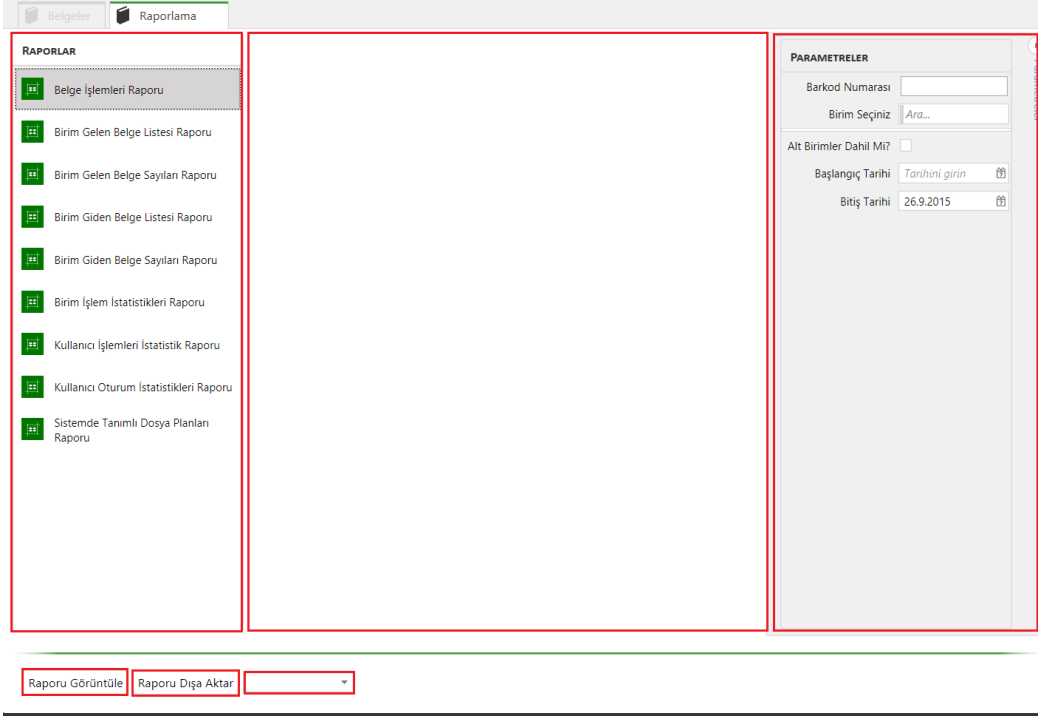 Belgeler
Raporlama
RAPORLAR
Belge İşlemleri Raporu
Birim Gelen Belge Listesi Raporu
Birim Gelen Belge Sayıları Raporu
Birim Giden Belge Listesi Raporu
Birim Giden Belge Sayıları Raporu
Birim İşlem İstatistikleri Raporu
Kullanıcı İşlemleri İstatistik Raporu
Kullanıcı Oturum İstatistikleri Raporu
Sistemde Tanımlı Dosya Planları
Raporu
PARAMETRELER
Barkod Numarası
Birim Seçiniz Ara...
Alt Birimler Dahil Mi?
Başlangıç Tarihi Tarihini girin
Bitiş Tarihi 26.9.2015
Raporu Görüntüle
Raporu Dışa Aktar